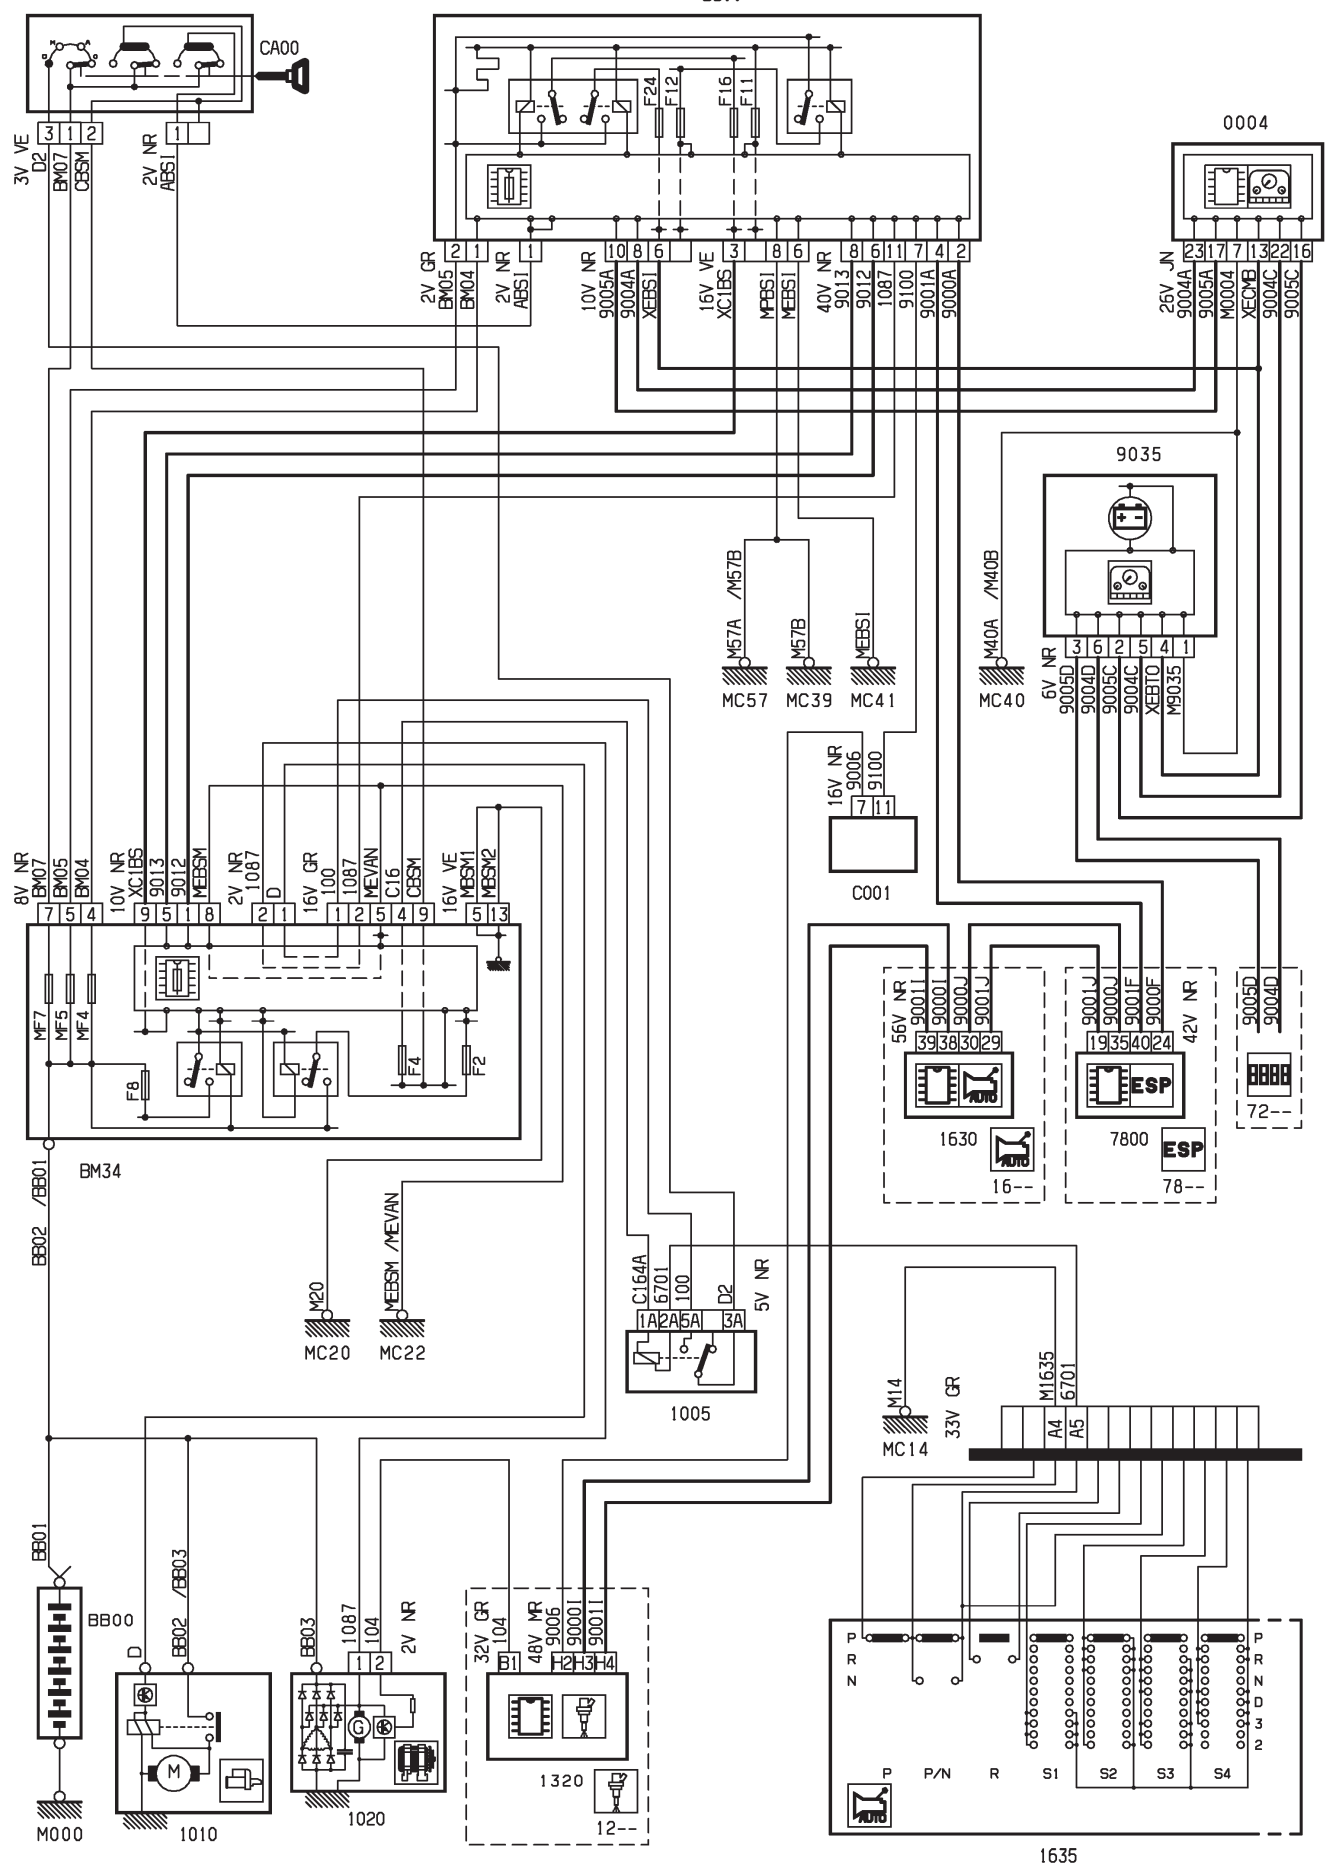 CA00
M A
D D
3 1 2
1
3V VE
D2
BM07
CBSM
2V NR
ABSI
F24
F12
F16
F11
2 1
1
10 8 6
3
8 6
8 6 11 7 4 2
2V GR
BM05
BM04
2V NR
ABSI
10V NR
9005A
9004A
XEBSI
16V VE
XC1BS
MPBSI
MEBSI
40V NR
9013
9012
1087
9100
9001A
9000A
0004
23 17 7 13 22 16
26V JN
9004A
9005A
M0004
XECMB
9004C
9005C
9035
+ -
3 6 2 5 4 1
6V NR
9005D
9004D
9005C
9004C
XEBTO
M9035
M57A /M57B
M57B
MEBSI
M40A /M40B
MC57
MC39
MC41
MC40
16V NR
9006
9100
7 11
C001
8V NR
BM07
BM05
BM04
10V NR
XC1BS
9013
9012
MEBSM
2V NR
1087
D
16V GR
100
1087
MEVAN
C16
CBSM
16V VE
MBSM1
MBSM2
7 5 4
9 5 1 8
2 1
1 2 5 4 9
5 13
MF7
MF5
MF4
F8
F4
F2
BM34
BB02 /BB01
M20
MC20
MEBSM /MEVAN
MC22
56V NR
9001I
9000I
9000J
9001J
39 38 30 29
AUTO
1630
AUTO
16--
9001J
9000J
9001F
9000F
42V NR
19 35 40 24
ESP
7800
ESP
78--
9005D
9004D
72--
C164A
6701
100
D2
5V NR
1A 2A 5A 3A
1005
M14
MC14
33V GR
M1635
6701
A4 A5
BB01
BB00
M000
D
BB02 /BB03
M
1010
BB03
1087
104
2V NR
1 2
G
1020
32V GR
104
48V MR
9006
9000I
9001I
B1
H2 H3 H4
1320
12--
P
R
N
P
R
N
D
3
2
P P/N R S1 S2 S3 S4
AUTO
1635